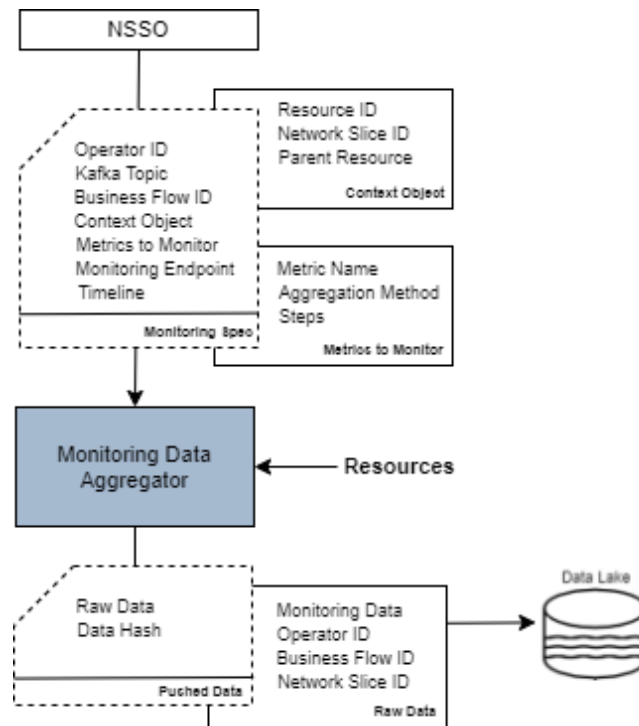 NSSO
Operator ID
Kafka Topic
Business Flow ID
Context Object
Metrics to Monitor
Monitoring Endpoint
Timeline
Monitoring Spec
Resource ID
Network Slice ID
Parent Resource
Context Object
Metric Name
Aggregation Method
Steps
Metrics to Monitor
Monitoring Data
Aggregator
Resources
Raw Data
Data Hash
Puched Data
Monitoring Data
Operator ID
Business Flow ID
Network Slice ID
Raw Data
Data Lake